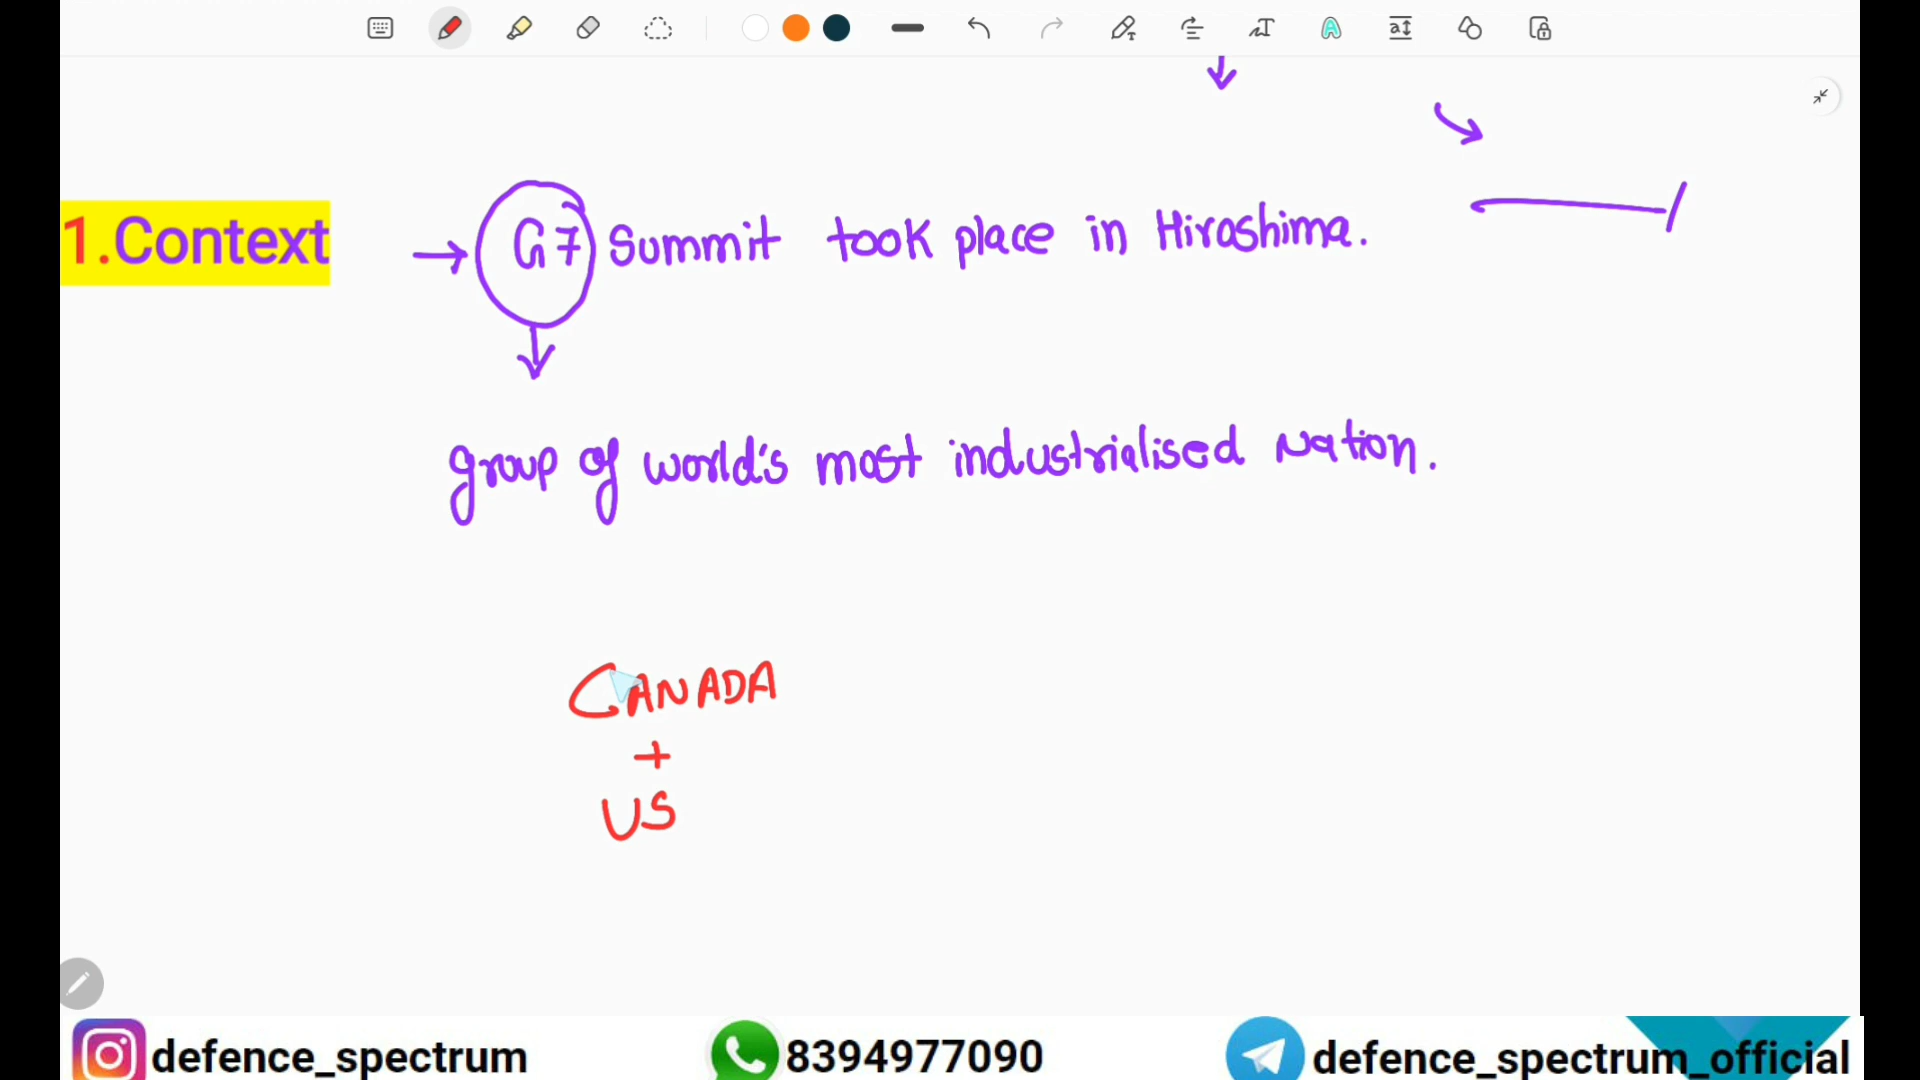 1.Context
→ G7 Summit took place in Hiroshima.
group of world's most industrialised Nation.
CANADA
+
US
defence_spectrum
8394977090
defence_spectrum_official